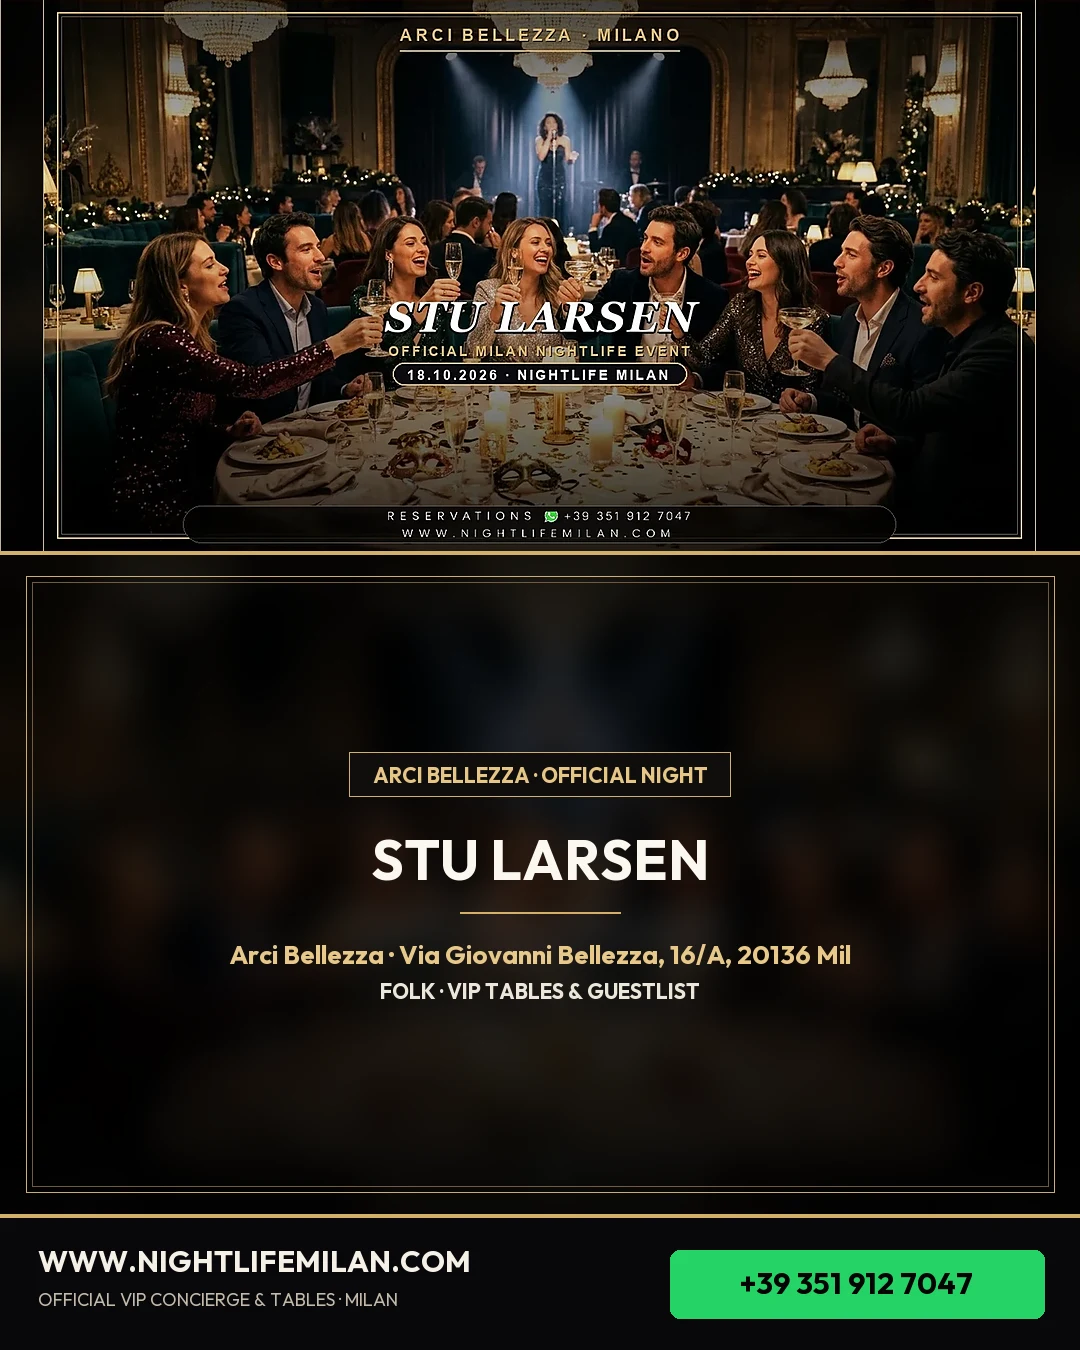 ARCI BELLEZZA · MILANO
STU LARSEN
OFFICIAL MILAN NIGHTLIFE EVENT
18.10.2026 · NIGHTLIFE MILAN
RESERVATIONS +39 351 912 7047
WWW.NIGHTLIFEMILAN.COM
ARCI BELLEZZA · OFFICIAL NIGHT
STU LARSEN
Arci Bellezza · Via Giovanni Bellezza, 16/A, 20136 Mil
FOLK · VIP TABLES & GUESTLIST
WWW.NIGHTLIFEMILAN.COM
OFFICIAL VIP CONCIERGE & TABLES · MILAN
+39 351 912 7047